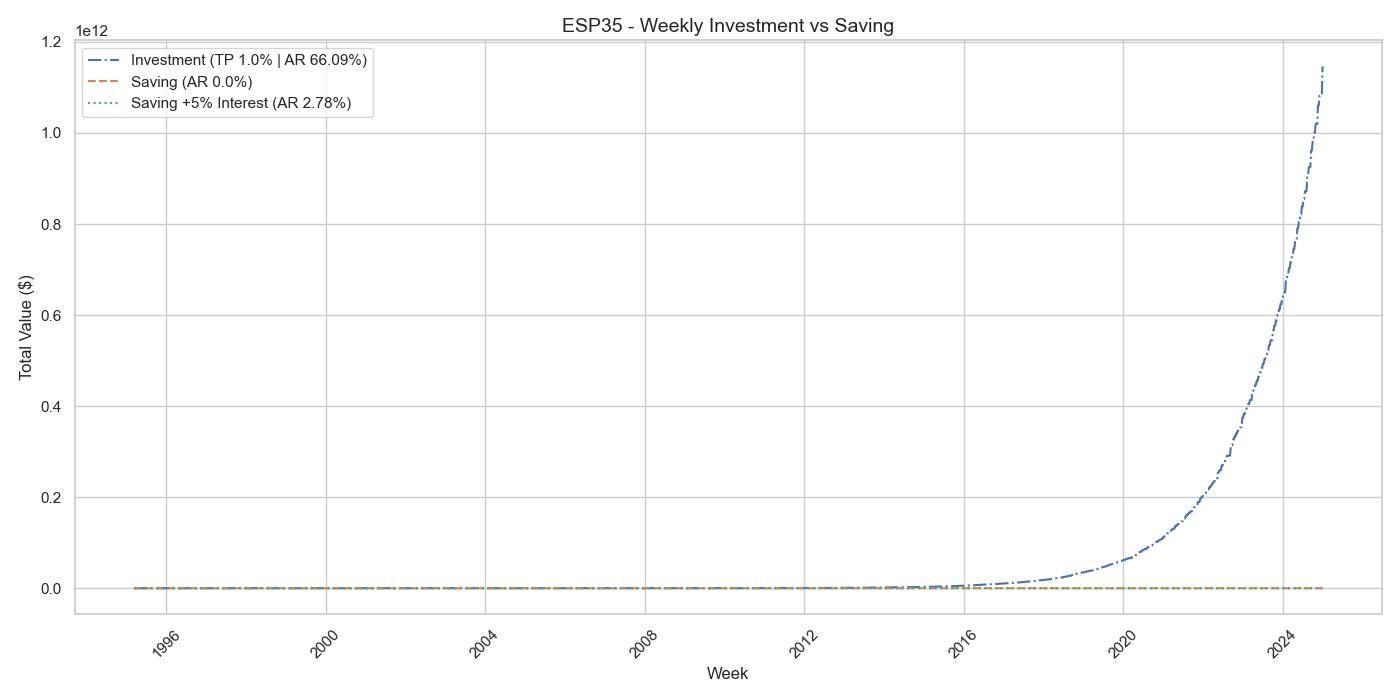 ESP35 - Weekly Investment vs Saving
1e12
Investment (TP 1.0% | AR 66.09%)
Saving (AR 0.0%)
Saving +5% Interest (AR 2.78%)
Total Value ($)
1.2
1.0
0.8
0.6
0.4
0.2
0.0
1996
2000
2004
2008
2012
2016
2020
2024
Week